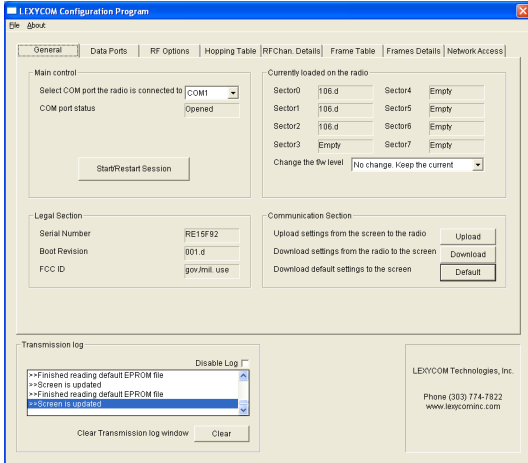 LEXYCOM Configuration Program
File About
General Data Ports RF Options Hopping Table RFChan. Details Frame Table Frames Details Network Access
Main control
Select COM port the radio is connected to COM1
COM port status Opened
Start/Restart Session
Currently loaded on the radio
Sector0 106.d Sector4 Empty
Sector1 106.d Sector5 Empty
Sector2 106.d Sector6 Empty
Sector3 Empty Sector7 Empty
Change the f/w level No change. Keep the current
Legal Section
Serial Number RE15F92
Boot Revision 001.d
FCC ID gov./mil. use
Communication Section
Upload settings from the screen to the radio Upload
Download settings from the radio to the screen Download
Download default settings to the screen Default
Transmission log
Disable Log
>>Finished reading default EPROM file
>>Screen is updated
>>Finished reading default EPROM file
>>Screen is updated
Clear Transmission log window Clear
LEXYCOM Technologies, Inc.
Phone (303) 774-7822
www.lexycominc.com